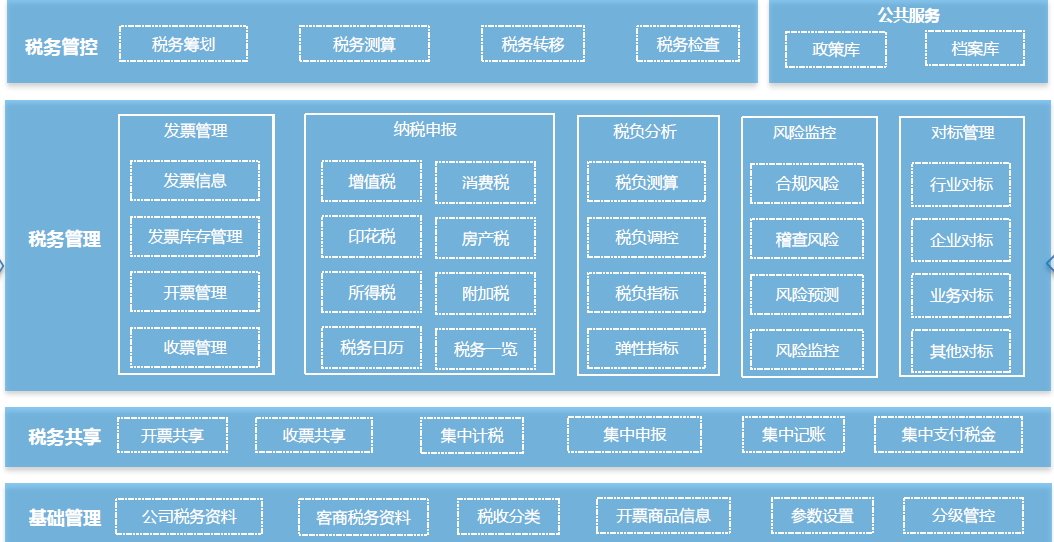 税务管控
税务筹划
税务测算
税务转移
税务检查
公共服务
政策库
档案库
税务管理
发票管理
发票信息
发票库存管理
开票管理
收票管理
纳税申报
增值税
消费税
印花税
房产税
所得税
附加税
税务日历
税务一览
税负分析
税负测算
税负调控
税负指标
弹性指标
风险监控
合规风险
稽查风险
风险预测
风险监控
对标管理
行业对标
企业对标
业务对标
其他对标
税务共享
开票共享
收票共享
集中计税
集中申报
集中记账
集中支付税金
基础管理
公司税务资料
客商税务资料
税收分类
开票商品信息
参数设置
分级管控